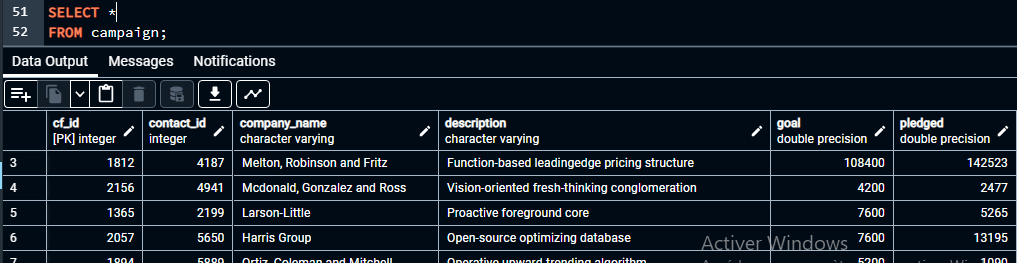 51 SELECT *
52 FROM campaign;
Data Output Messages Notifications
cf_id contact_id company_name description goal pledged
[PK] integer integer character varying character varying double precision double precision
3 1812 4187 Melton, Robinson and Fritz Function-based leadingedge pricing structure 108400 142523
4 2156 4941 Mcdonald, Gonzalez and Ross Vision-oriented fresh-thinking conglomeration 4200 2477
5 1365 2199 Larson-Little Proactive foreground core 7600 5265
6 2057 5650 Harris Group Open-source optimizing database 7600 13195
Activer Windows
7 1894 5889 Ortiz, Coleman and Mitchell Operative upward-trending algorithm 5200 1090